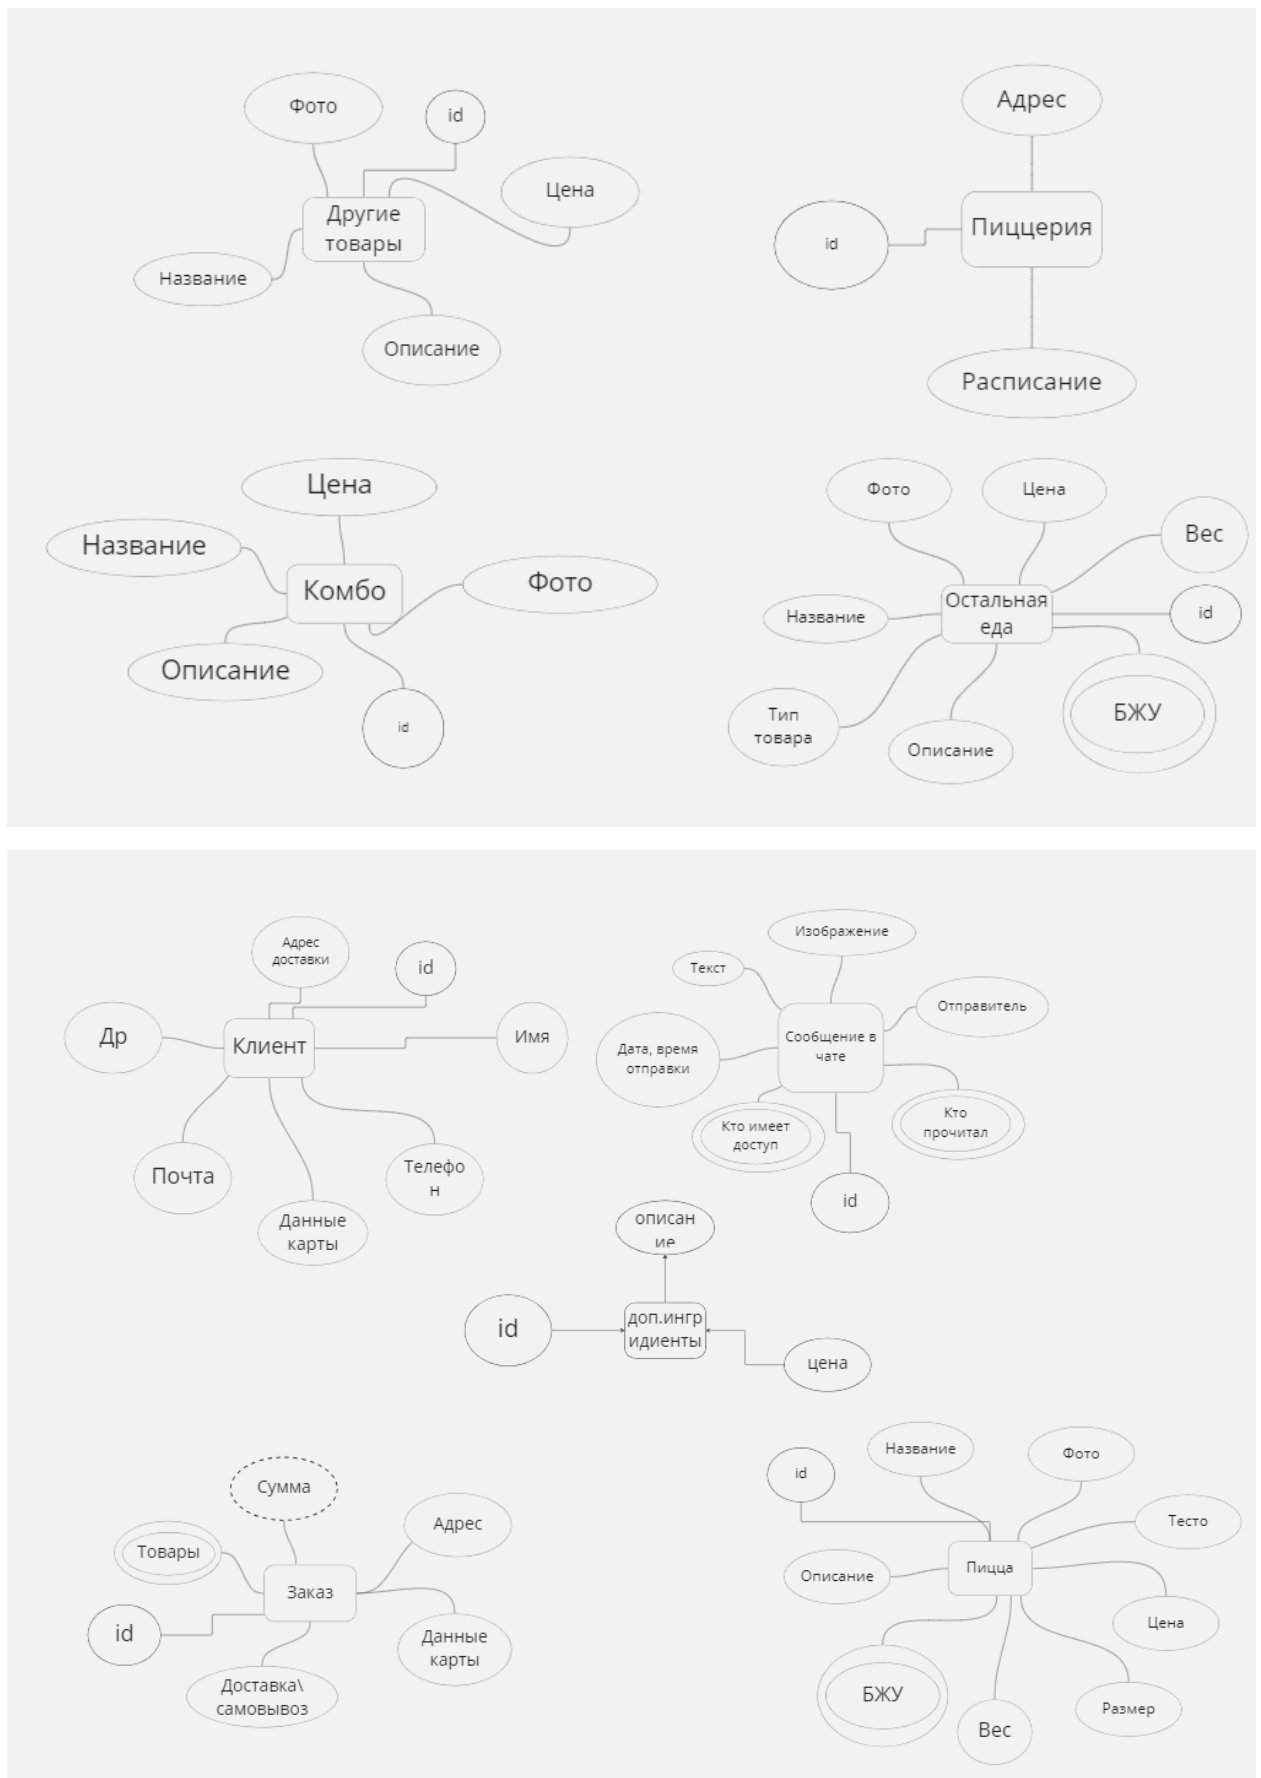 Фото
id
Цена
Другие
товары
Название
Описание
Адрес
id
Пиццерия
Расписание
Цена
Название
Комбо
Фото
Описание
id
Фото
Цена
Вес
Название
Остальная
еда
id
Тип
товара
Описание
БЖУ
Адрес
доставки
id
Др
Клиент
Имя
Почта
Телефо
н
Данные
карты
Изображение
Текст
Отправитель
Сообщение в
чате
Дата, время
отправки
Кто имеет
доступ
Кто
прочитал
id
описан
ие
id
доп.ингр
идиенты
цена
Сумма
Товары
Адрес
Заказ
id
Данные
карты
Доставка\
самовывоз
Название
Фото
id
Тесто
Описание
Пицца
Цена
БЖУ
Вес
Размер